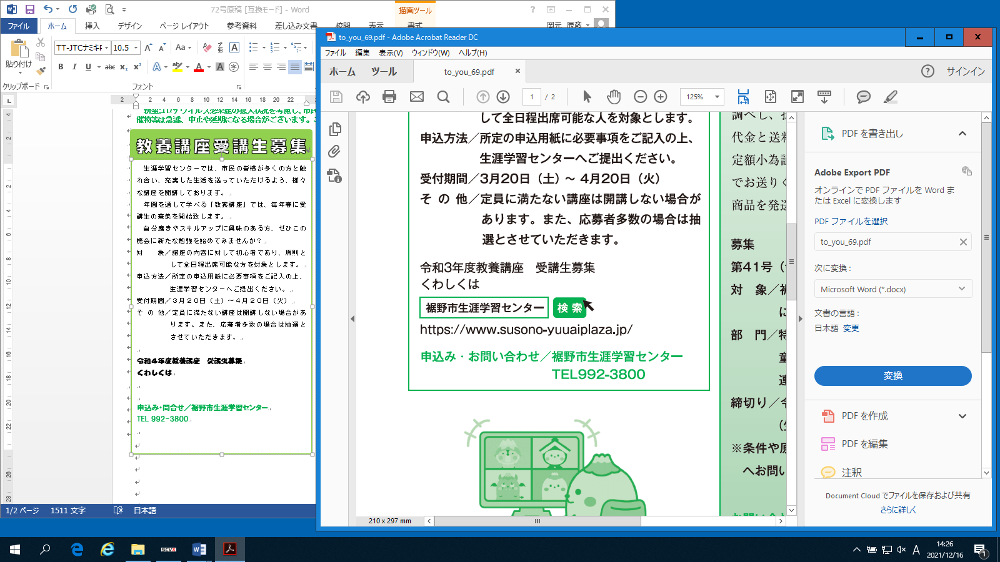 72号原稿 [互換モード] - Word
描画ツール
ファイル
ホーム
挿入
デザイン
ページ レイアウト
参考資料
差し込み文書
校閲
表示
書式
岡元 辰彦
貼り付け
TT-JTCナミキF
10.5
クリップボード
フォント
2 2 4 6 8 10 12 14 16 18 20 22
催物等は急遽、中止や延期になる場合がございます。
教養講座受講生募集
生涯学習センターでは、市民の皆様が多くの方と触
れ合い、充実した生活を送っていただけるよう、様々
な講座を開講しております。
年間を通して学べる「教養講座」では、毎年春に受
講生の募集を開始致します。
自分磨きやスキルアップに興味のある方、ぜひこの
機会に新たな勉強を始めてみませんか?
対　　象／講座の内容に対して初心者であり、原則と
して全日程出席可能な方を対象とします。
申込方法／所定の申込用紙に必要事項をご記入の上、
生涯学習センターへご提出ください。
受付期間／3月20日（土）～4月20日（火）
そ の 他／定員に満たない講座は開講しない場合があ
ります。また、応募者多数の場合は抽選と
させていただきます。
令和4年度教養講座　受講生募集
くわしくは
申込み・問合せ／裾野市生涯学習センター
TEL 992-3800
1/2 ページ
1511 文字
日本語
to_you_69.pdf - Adobe Acrobat Reader DC
ファイル 編集 表示(V) ウィンドウ(W) ヘルプ(H)
ホーム
ツール
to_you_69.pdf
サインイン
1 / 2
125%
して全日程出席可能な人を対象とします。
申込方法／所定の申込用紙に必要事項をご記入の上、
生涯学習センターへご提出ください。
受付期間／3月20日（土）～ 4月20日（火）
そ の 他／定員に満たない講座は開講しない場合が
あります。また、応募者多数の場合は抽
選とさせていただきます。
令和3年度教養講座　受講生募集
くわしくは
裾野市生涯学習センター 検索
https://www.susono-yuuaiplaza.jp/
申込み・お問い合わせ／裾野市生涯学習センター
TEL992-3800
調べし、
代金と送料
定額小為
でお送りく
商品を発送
募集
第41号（
対　象／裾
に
部　門／特
童
連
締切り／令
（生
※条件や原
へお問い
210 x 297 mm
PDF を書き出し
Adobe Export PDF
オンラインで PDF ファイルを Word ま
たは Excel に変換します
PDF ファイルを選択
to_you_69.pdf
次に変換 :
Microsoft Word (*.docx)
文書の言語 :
日本語 変更
変換
PDF を作成
PDF を編集
注釈
Document Cloud でファイルを保存および共有
さらに詳しく
SCVX
A
14:26
2021/12/16
1